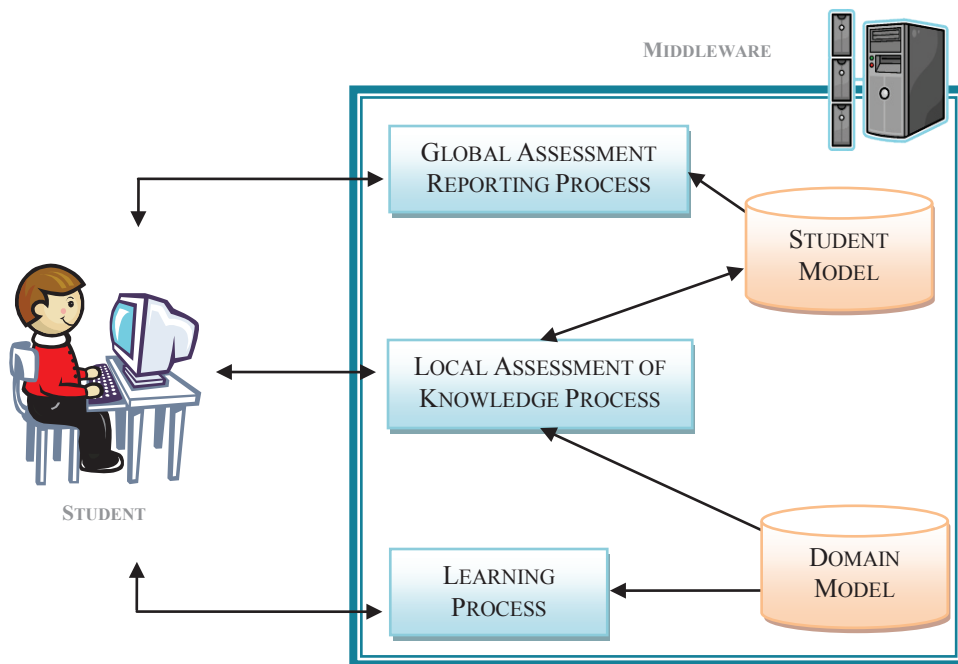 MIDDLEWARE
GLOBAL ASSESSMENT
REPORTING PROCESS
STUDENT
MODEL
LOCAL ASSESSMENT OF
KNOWLEDGE PROCESS
STUDENT
DOMAIN
MODEL
LEARNING
PROCESS